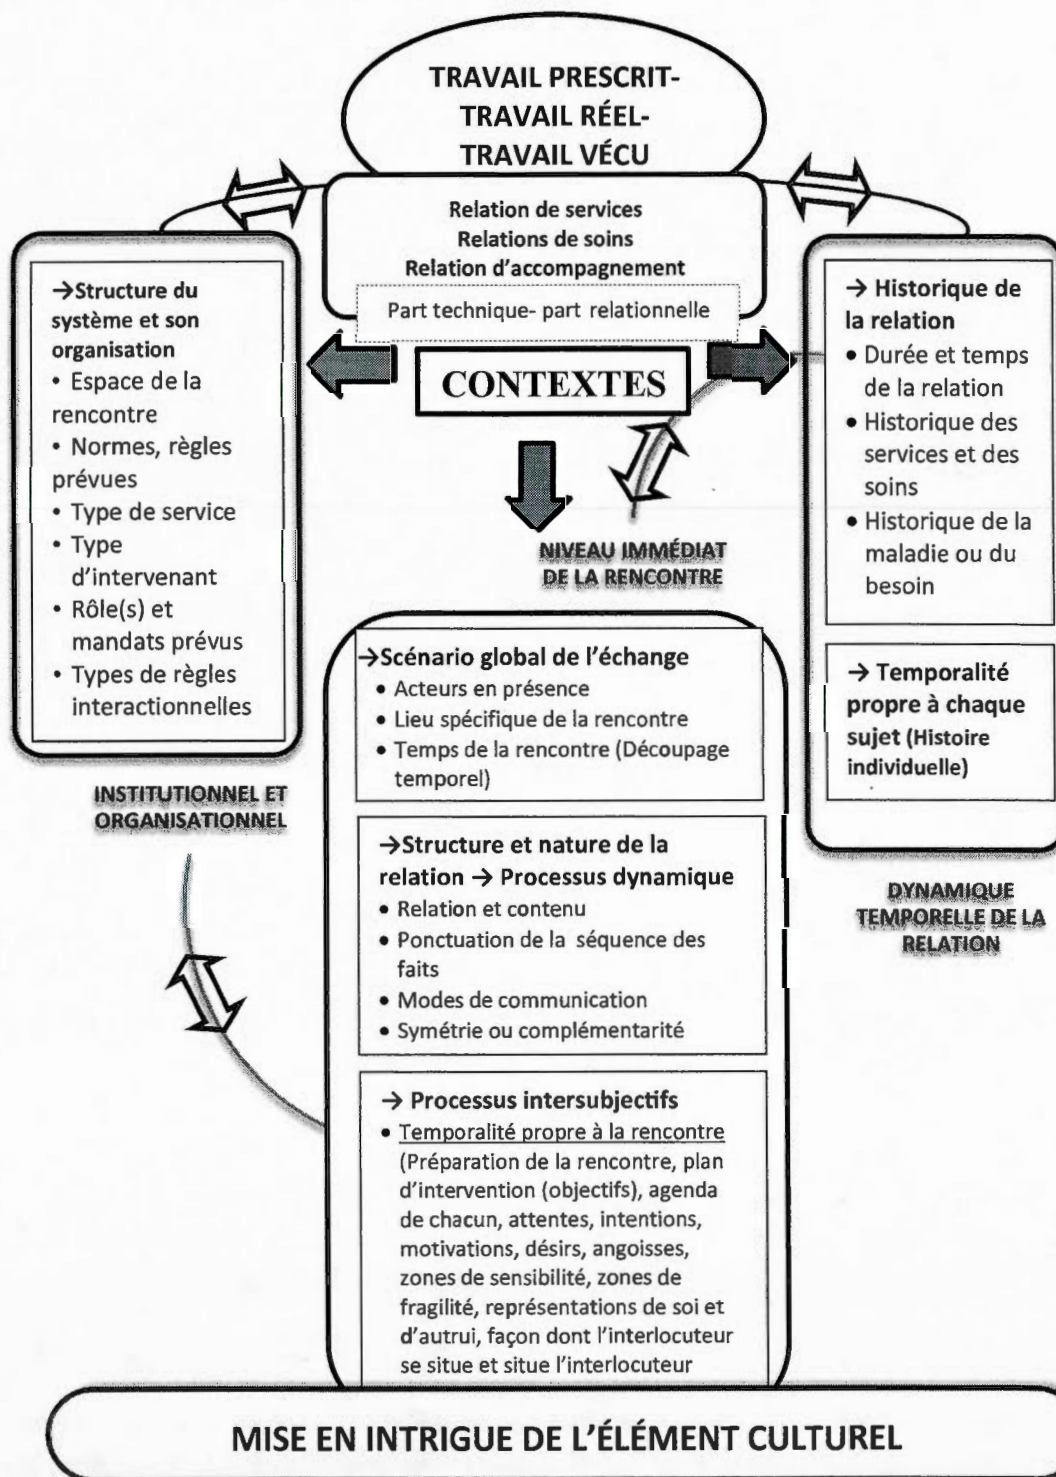 TRAVAIL PRESCRIT-
TRAVAIL RÉEL-
TRAVAIL VÉCU
Relation de services
Relations de soins
Relation d'accompagnement
Part technique- part relationnelle
CONTEXTES
→Structure du
système et son
organisation
• Espace de la
rencontre
• Normes, règles
prévues
• Type de service
• Type
d'intervenant
• Rôle(s) et
mandats prévus
• Types de règles
interactionnelles
INSTITUTIONNEL ET
ORGANISATIONNEL
NIVEAU IMMÉDIAT
DE LA RENCONTRE
→Scénario global de l'échange
• Acteurs en présence
• Lieu spécifique de la rencontre
• Temps de la rencontre (Découpage
temporel)
→Structure et nature de la
relation → Processus dynamique
• Relation et contenu
• Ponctuation de la séquence des
faits
• Modes de communication
• Symétrie ou complémentarité
→ Processus intersubjectifs
• Temporalité propre à la rencontre
(Préparation de la rencontre, plan
d'intervention (objectifs), agenda
de chacun, attentes, intentions,
motivations, désirs, angoisses,
zones de sensibilité, zones de
fragilité, représentations de soi et
d'autrui, façon dont l'interlocuteur
se situe et situe l'interlocuteur
→ Historique de
la relation
• Durée et temps
de la relation
• Historique des
services et des
soins
• Historique de la
maladie ou du
besoin
→ Temporalité
propre à chaque
sujet (Histoire
individuelle)
DYNAMIQUE
TEMPORELLE DE LA
RELATION
MISE EN INTRIGUE DE L'ÉLÉMENT CULTUREL